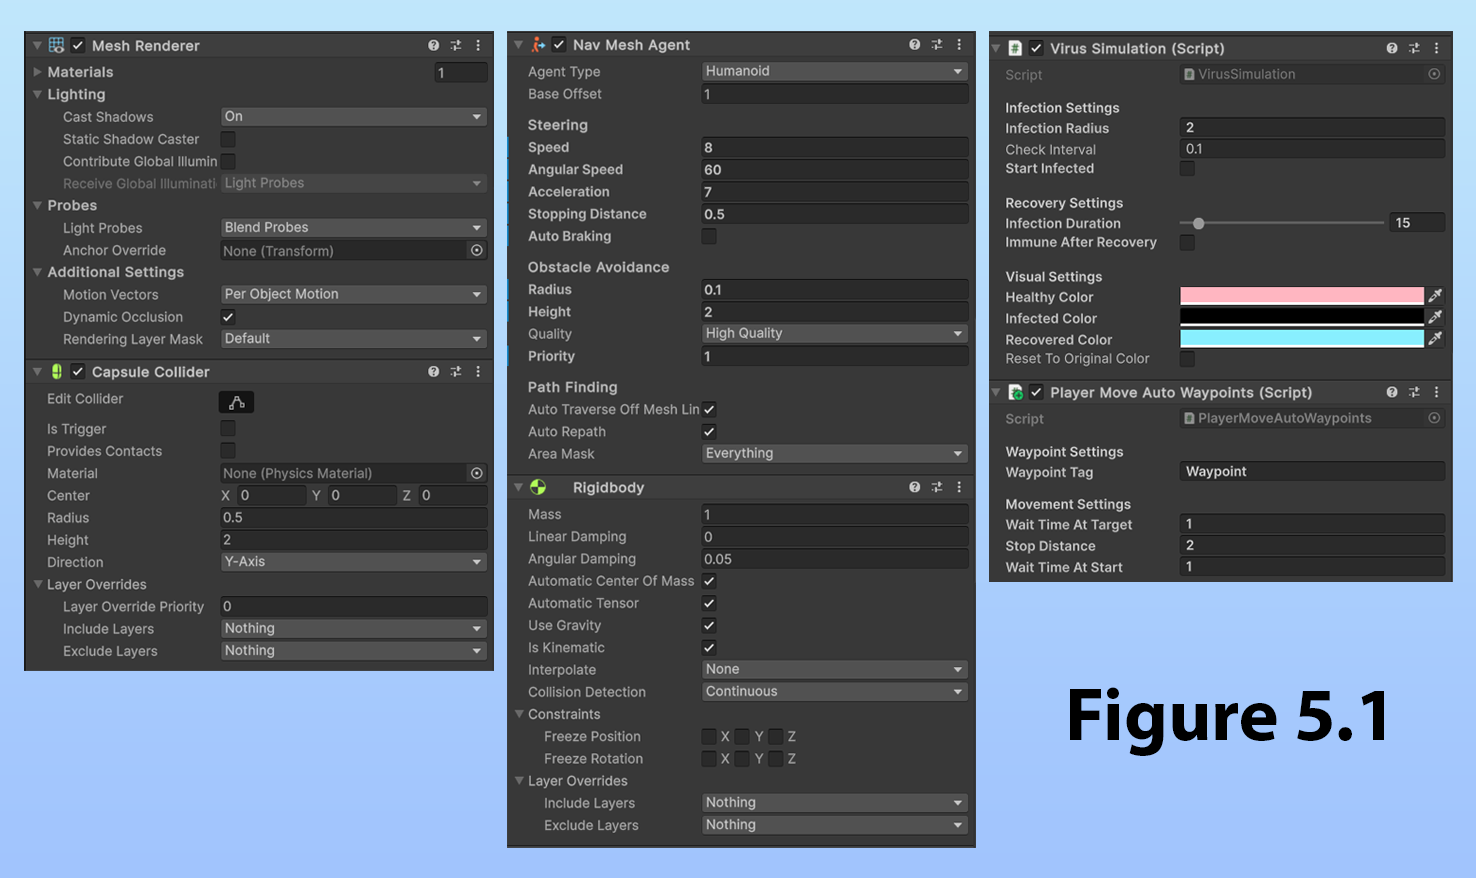 Mesh Renderer
Materials 1
Lighting
Cast Shadows On
Static Shadow Caster
Contribute Global Illumin
Receive Global Illuminati Light Probes
Probes
Light Probes Blend Probes
Anchor Override None (Transform)
Additional Settings
Motion Vectors Per Object Motion
Dynamic Occlusion
Rendering Layer Mask Default
Capsule Collider
Edit Collider
Is Trigger
Provides Contacts
Material None (Physics Material)
Center X 0 Y 0 Z 0
Radius 0.5
Height 2
Direction Y-Axis
Layer Overrides
Layer Override Priority 0
Include Layers Nothing
Exclude Layers Nothing
Nav Mesh Agent
Agent Type Humanoid
Base Offset 1
Steering
Speed 8
Angular Speed 60
Acceleration 7
Stopping Distance 0.5
Auto Braking
Obstacle Avoidance
Radius 0.1
Height 2
Quality High Quality
Priority 1
Path Finding
Auto Traverse Off Mesh Lin
Auto Repath
Area Mask Everything
Rigidbody
Mass 1
Linear Damping 0
Angular Damping 0.05
Automatic Center Of Mass
Automatic Tensor
Use Gravity
Is Kinematic
Interpolate None
Collision Detection Continuous
Constraints
Freeze Position X Y Z
Freeze Rotation X Y Z
Layer Overrides
Include Layers Nothing
Exclude Layers Nothing
# Virus Simulation (Script)
Script # VirusSimulation
Infection Settings
Infection Radius 2
Check Interval 0.1
Start Infected
Recovery Settings
Infection Duration 15
Immune After Recovery
Visual Settings
Healthy Color
Infected Color
Recovered Color
Reset To Original Color
# Player Move Auto Waypoints (Script)
Script # PlayerMoveAutoWaypoints
Waypoint Settings
Waypoint Tag Waypoint
Movement Settings
Wait Time At Target 1
Stop Distance 2
Wait Time At Start 1
Figure 5.1